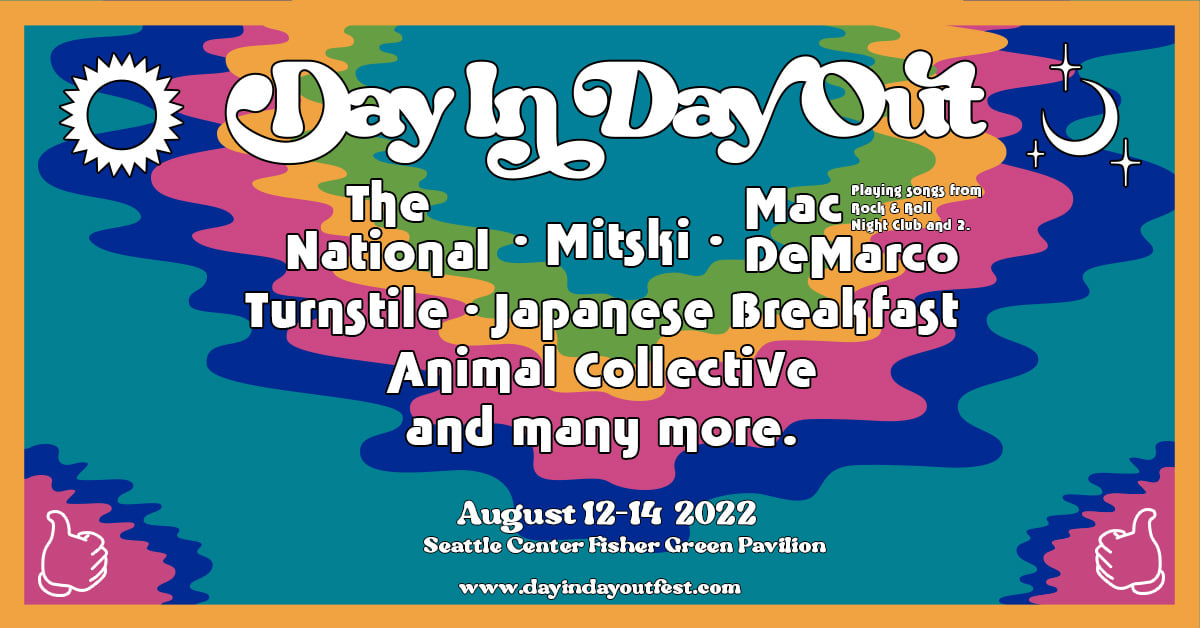 Day In Day Out
The National · Mitski · Mac DeMarco
Playing songs from
Rock & Roll
Night Club and 2.
Turnstile · Japanese Breakfast
Animal Collective
and many more.
August 12-14 2022
Seattle Center Fisher Green Pavilion
www.dayindayoutfest.com